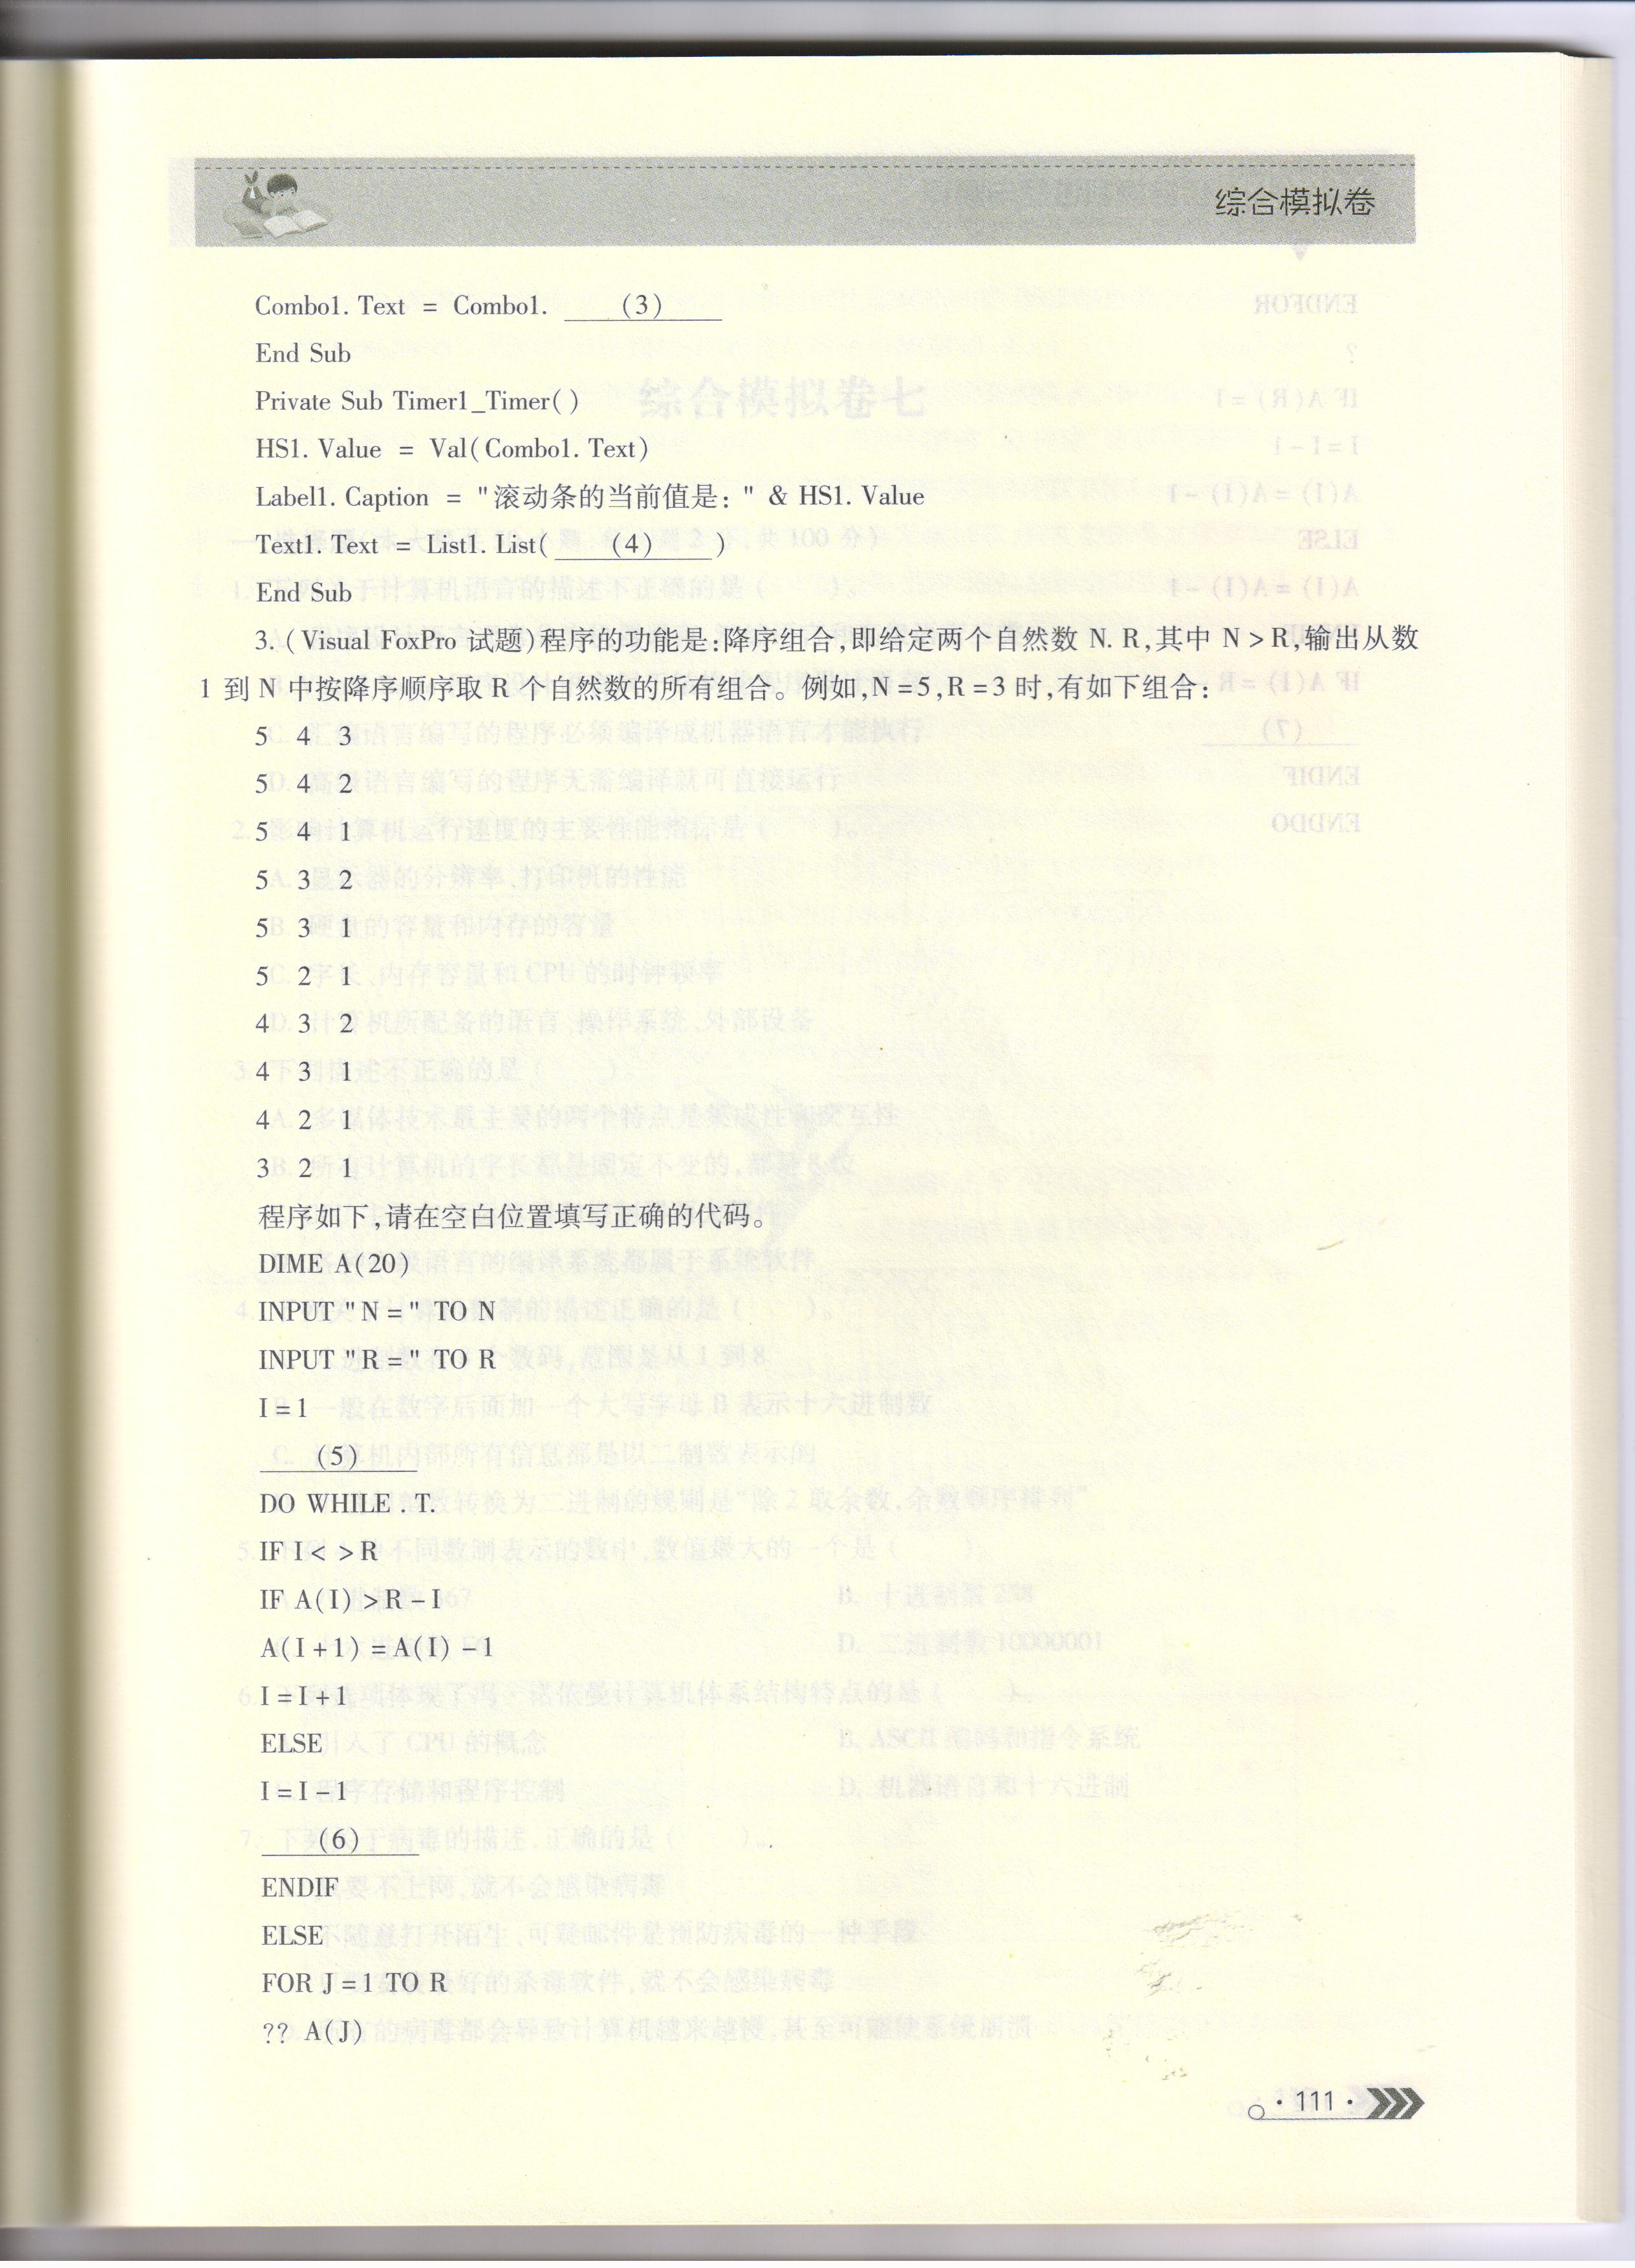 综合模拟卷
Combo1. Text = Combo1. (3)
End Sub
Private Sub Timer1_Timer( )
HS1. Value = Val(Combo1. Text)
Label1. Caption = "滚动条的当前值是：" & HS1. Value
Text1. Text = List1. List( (4) )
End Sub
3. (Visual FoxPro 试题)程序的功能是:降序组合,即给定两个自然数 N. R,其中 N > R,输出从数
1 到 N 中按降序顺序取 R 个自然数的所有组合。例如,N =5,R =3 时,有如下组合:
5 4 3
5 4 2
5 4 1
5 3 2
5 3 1
5 2 1
4 3 2
4 3 1
4 2 1
3 2 1
程序如下,请在空白位置填写正确的代码。
DIME A(20)
INPUT "N =" TO N
INPUT "R =" TO R
I = 1
(5)
DO WHILE . T.
IF I < > R
IF A(I) > R - I
A(I + 1) = A(I) - 1
I = I + 1
ELSE
I = I - 1
(6)
ENDIF
ELSE
FOR J = 1 TO R
?? A(J)
· 111 ·